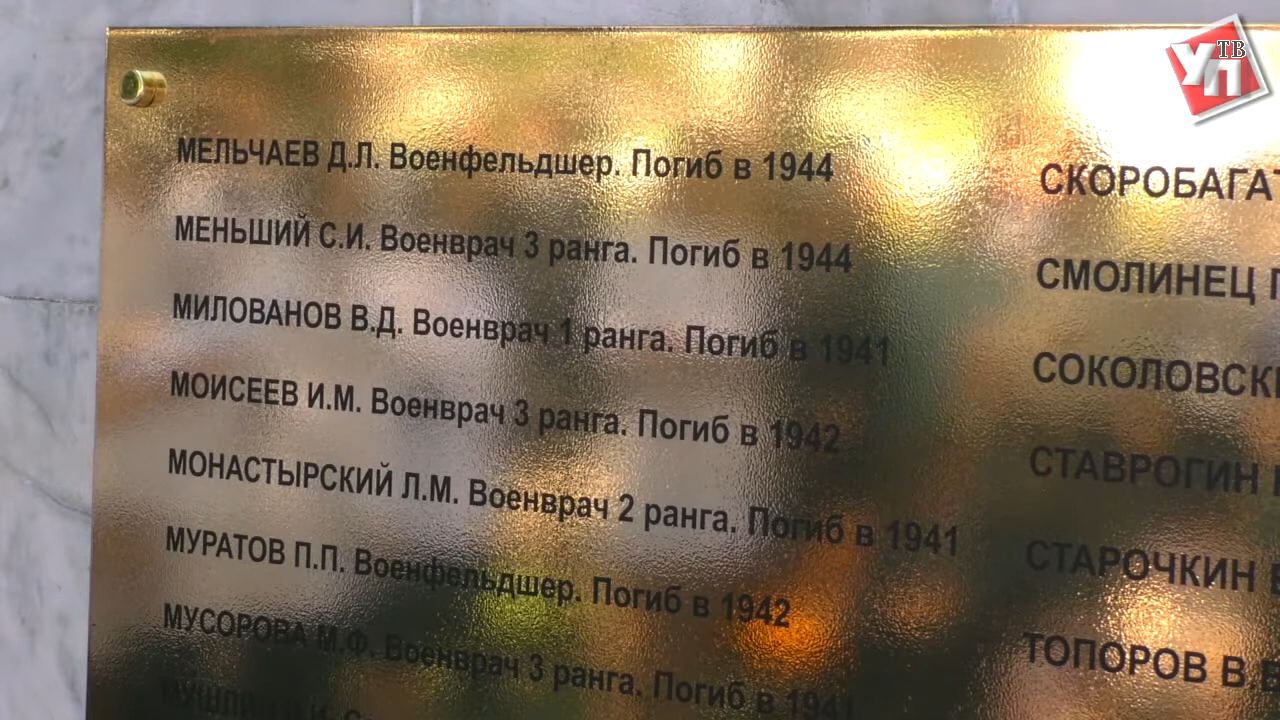 МЕЛЬЧАЕВ Д.Л. Военфельдшер. Погиб в 1944
МЕНЬШИЙ С.И. Военврач 3 ранга. Погиб в 1944
МИЛОВАНОВ В.Д. Военврач 1 ранга. Погиб в 1941
МОИСЕЕВ И.М. Военврач 3 ранга. Погиб в 1942
МОНАСТЫРСКИЙ Л.М. Военврач 2 ранга. Погиб в 1941
МУРАТОВ П.П. Военфельдшер. Погиб в 1942
МУСОРОВА М.Ф. Военврач 3 ранга. Погиб в 1941
СМОЛИНЕЦ
СТАВРОГИН
СТАРОЧКИН
ТОПОРОВ В.
УП ТВ